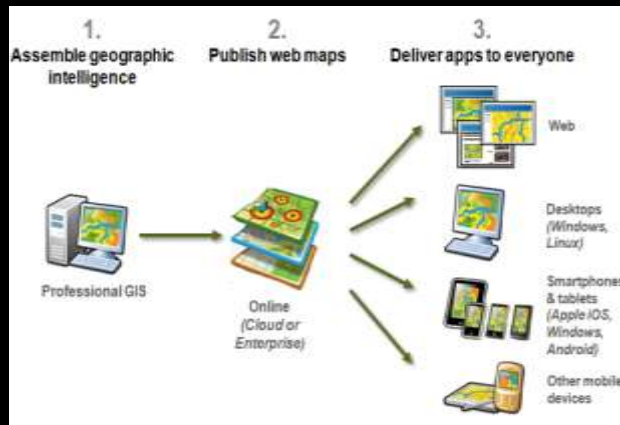 1.
Assemble geographic
intelligence
2.
Publish web maps
3.
Deliver apps to everyone
Professional GIS
Online
(Cloud or
Enterprise)
Web
Desktops
(Windows,
Linux)
Smartphones
& tablets
(Apple iOS,
Windows,
Android)
Other mobile
devices